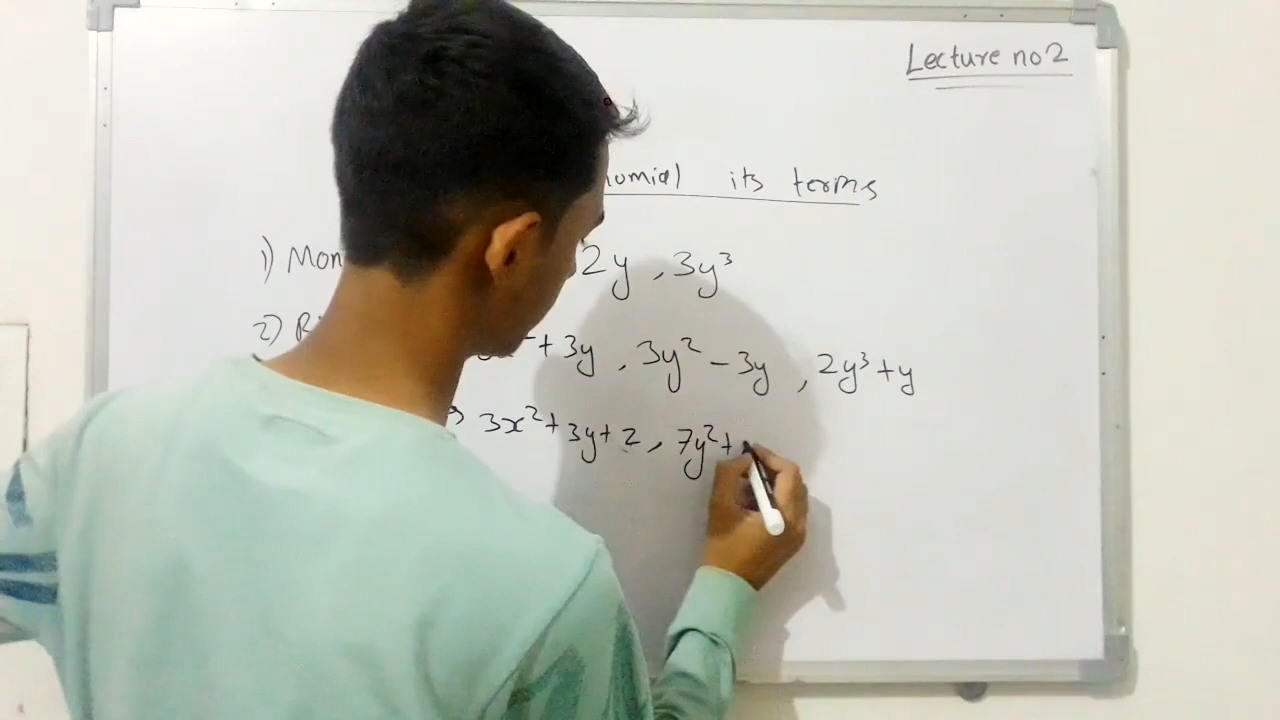 Lecture no 2
nomial its terms
1) Mon 2y , 3y³
2) B + 3y , 3y² - 3y , 2y³ + y
3x² + 3y + 2 , 7y² +